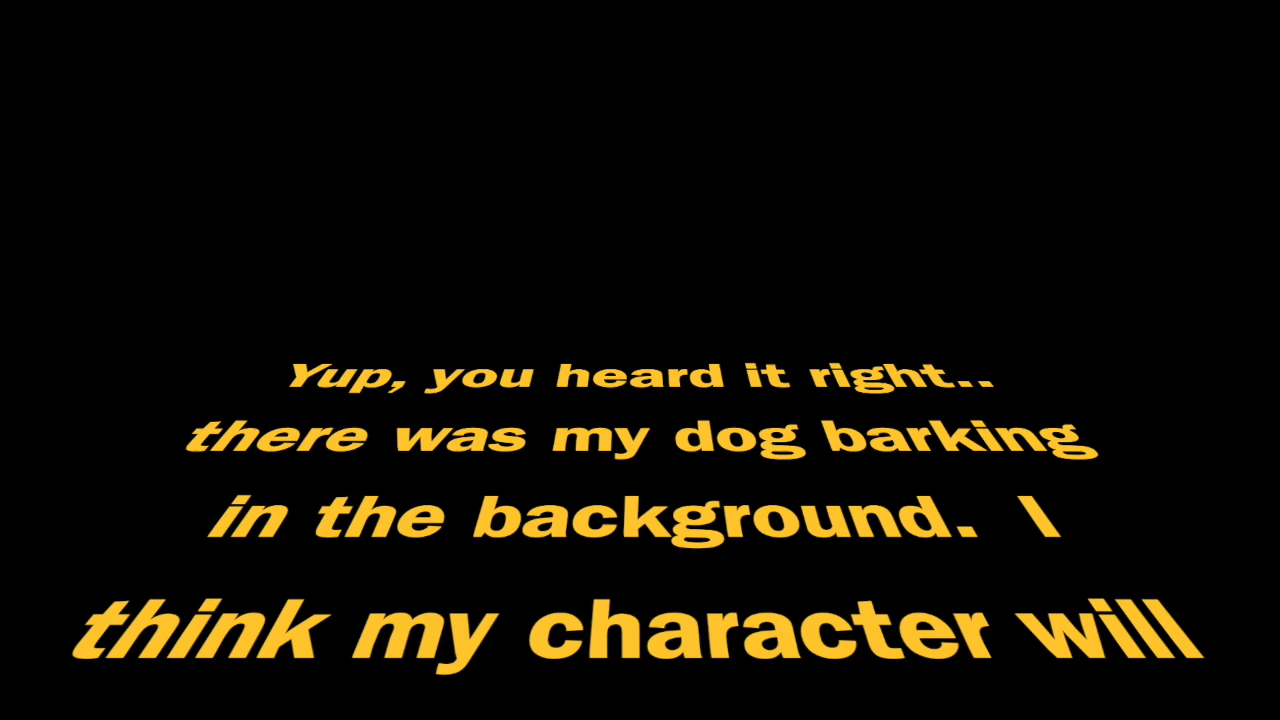 Yup, you heard it right..
there was my dog barking
in the background.  I
think my character will